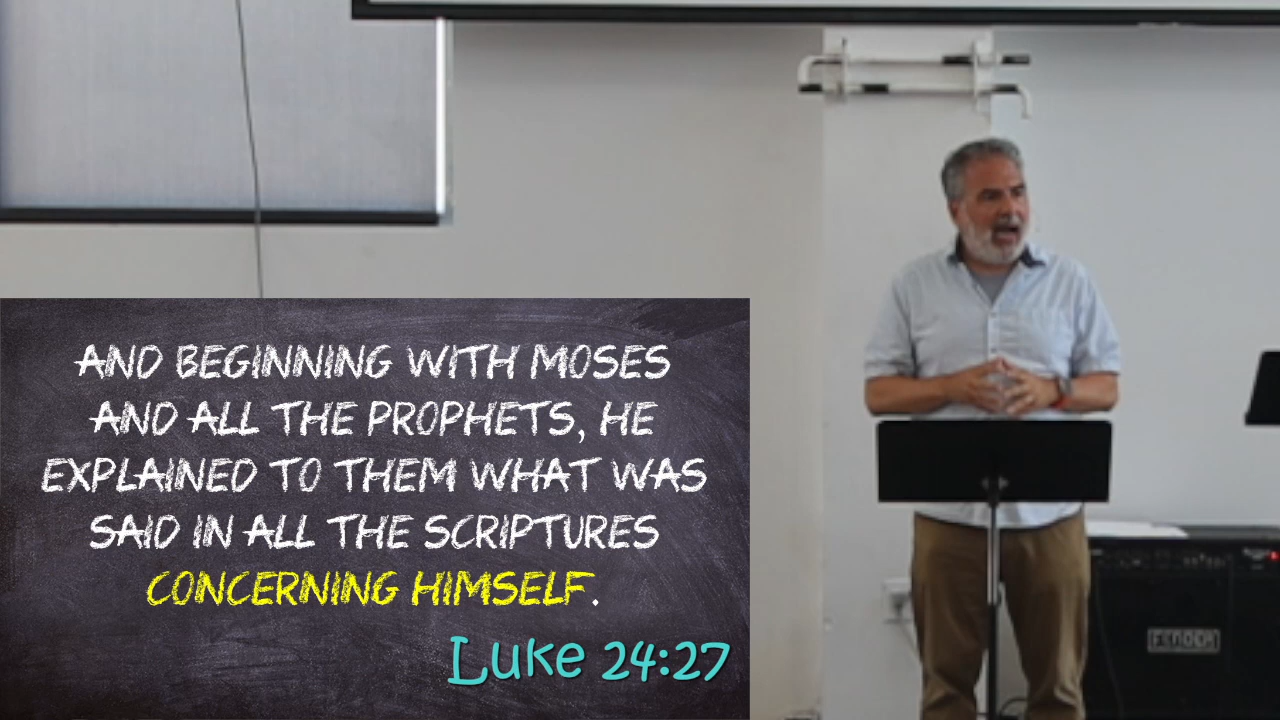 AND BEGINNING WITH MOSES
AND ALL THE PROPHETS, HE
EXPLAINED TO THEM WHAT WAS
SAID IN ALL THE SCRIPTURES
CONCERNING HIMSELF.
Luke 24:27
FENDER